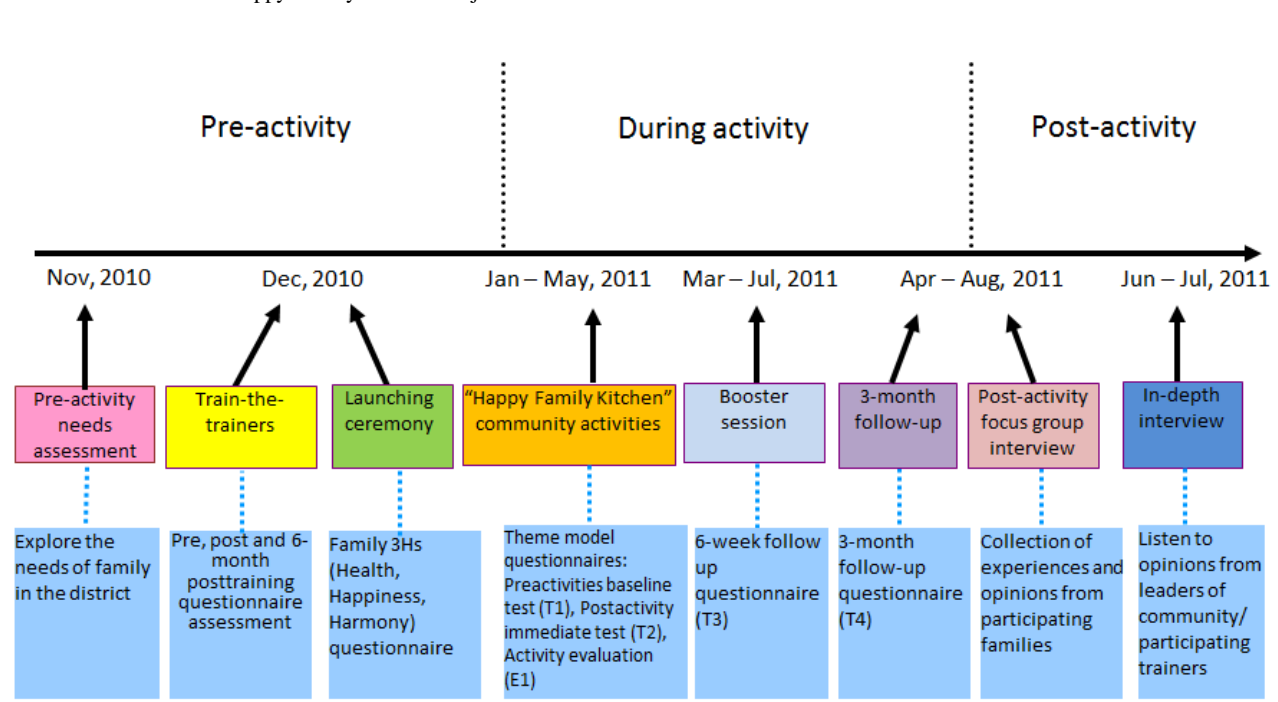 Pre-activity
During activity
Post-activity
Nov, 2010
Dec, 2010
Jan – May, 2011
Mar – Jul, 2011
Apr – Aug, 2011
Jun – Jul, 2011
Pre-activity
needs
assessment
Train-the-
trainers
Launching
ceremony
“Happy Family Kitchen”
community activities
Booster
session
3-month
follow-up
Post-activity
focus group
interview
In-depth
interview
Explore the
needs of family
in the district
Pre, post and 6-
month
posttraining
questionnaire
assessment
Family 3Hs
(Health,
Happiness,
Harmony)
questionnaire
Theme model
questionnaires:
Preactivities baseline
test (T1), Postactivity
immediate test (T2),
Activity evaluation
(E1)
6-week follow
up
questionnaire
(T3)
3-month
follow-up
questionnaire
(T4)
Collection of
experiences and
opinions from
participating
families
Listen to
opinions from
leaders of
community/
participating
trainers